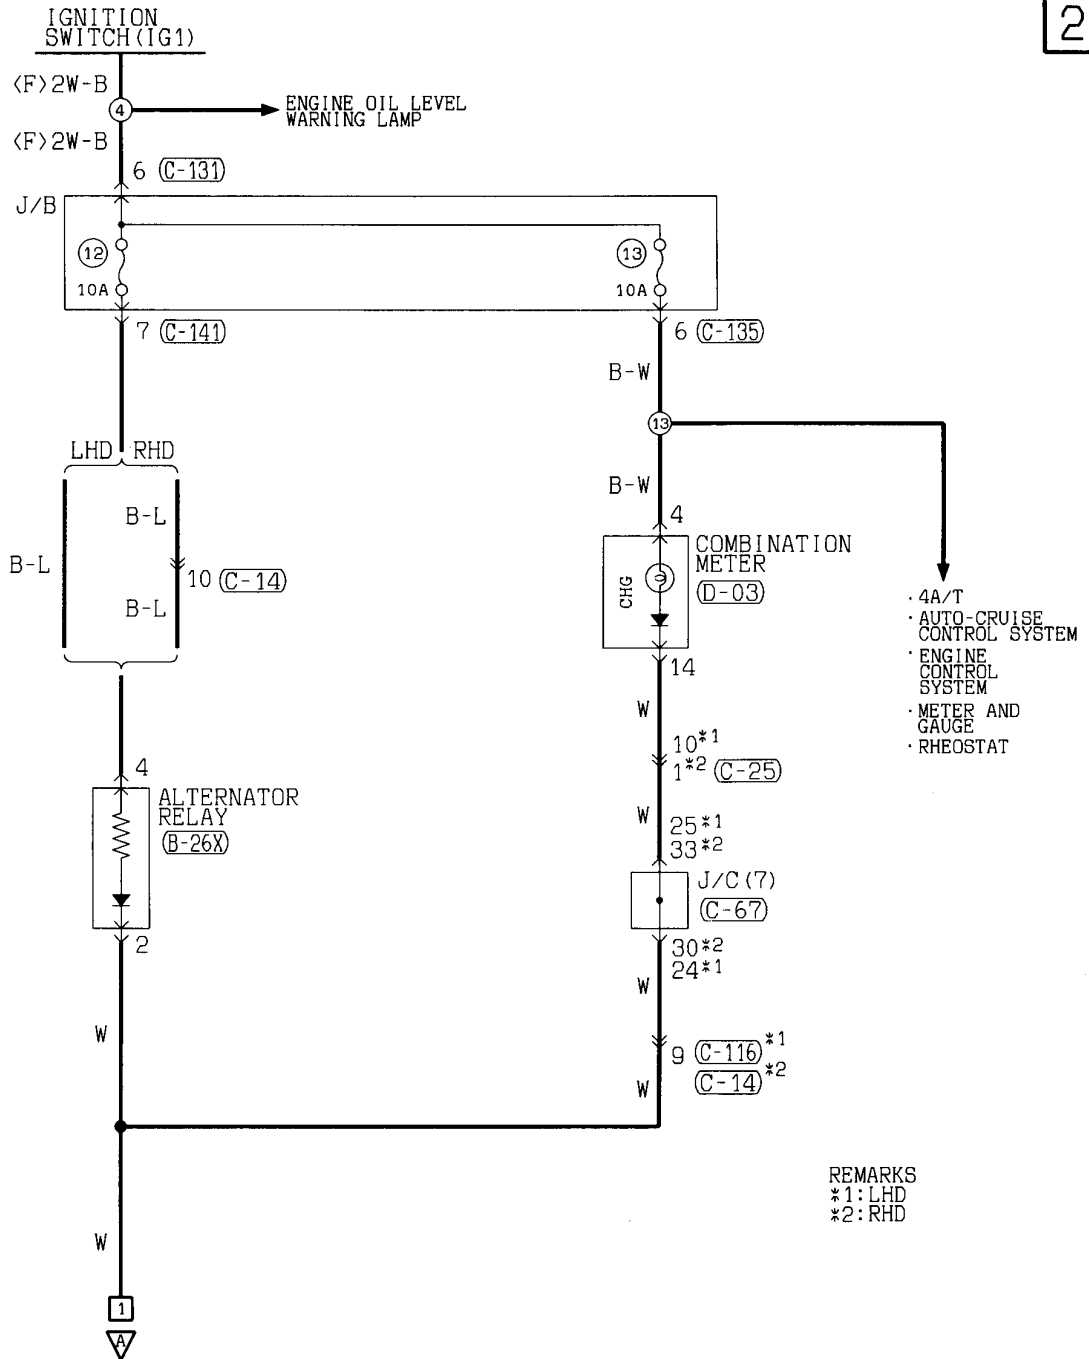 2
IGNITION
SWITCH(IG1)
<F>2W-B
4
ENGINE OIL LEVEL
WARNING LAMP
<F>2W-B
6 C-131
J/B
12
13
10A
10A
7 C-141
6 C-135
B-W
13
LHD RHD
B-W
4
B-L
COMBINATION
METER
D-03
CHG
B-L
10 C-14
B-L
· 4A/T
· AUTO-CRUISE
CONTROL SYSTEM
· ENGINE
CONTROL
SYSTEM
· METER AND
GAUGE
· RHEOSTAT
14
W
10*1
1*2 C-25
4
ALTERNATOR
RELAY
B-26X
W
25*1
33*2
J/C(7)
C-67
2
30*2
24*1
W
W
9 C-116 *1
C-14 *2
W
REMARKS
*1:LHD
*2:RHD
W
1
A